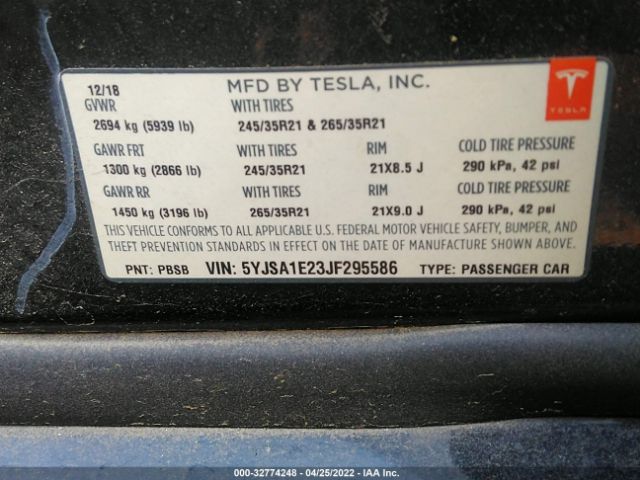 12/18 MFD BY TESLA, INC.
GVWR WITH TIRES
2694 kg (5939 lb) 245/35R21 & 265/35R21
TESLA
GAWR FRT WITH TIRES RIM COLD TIRE PRESSURE
1300 kg (2866 lb) 245/35R21 21X8.5 J 290 kPa, 42 psi
GAWR RR WITH TIRES RIM COLD TIRE PRESSURE
1450 kg (3196 lb) 265/35R21 21X9.0 J 290 kPa, 42 psi
THIS VEHICLE CONFORMS TO ALL APPLICABLE U.S. FEDERAL MOTOR VEHICLE SAFETY, BUMPER, AND
THEFT PREVENTION STANDARDS IN EFFECT ON THE DATE OF MANUFACTURE SHOWN ABOVE.
PNT: PBSB VIN: 5YJSA1E23JF295586 TYPE: PASSENGER CAR
000-32774248 - 04/25/2022 - IAA Inc.